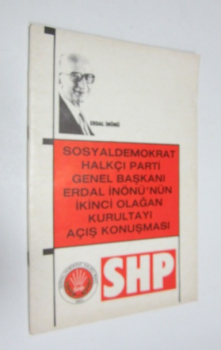 ERDAL İNÖNÜ
SOSYALDEMOKRAT
HALKÇI PARTİ
GENEL BAŞKANI
ERDAL İNÖNÜ'NÜN
İKİNCİ OLAĞAN
KURULTAYI
AÇIŞ KONUŞMASI
SHP